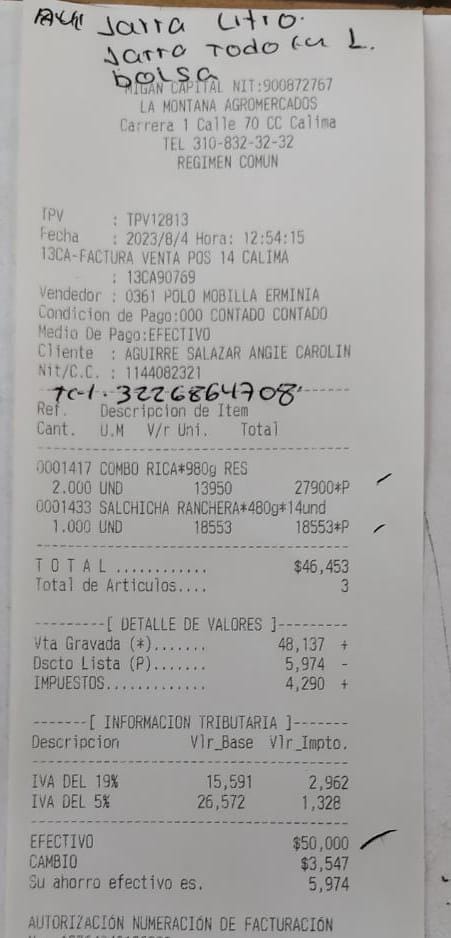 Jarra Litro.
Jarra Todo en L.
bolsa
MIGAN CAPITAL NIT:900872767
LA MONTANA AGROMERCADOS
Carrera 1 Calle 70 CC Calima
TEL 310-832-32-32
REGIMEN COMUN
TPV : TPV12813
Fecha : 2023/8/4 Hora: 12:54:15
13CA-FACTURA VENTA POS 14 CALIMA
: 13CA90769
Vendedor : 0361 POLO MOBILLA ERMINIA
Condicion de Pago:000 CONTADO CONTADO
Medio De Pago:EFECTIVO
Cliente : AGUIRRE SALAZAR ANGIE CAROLIN
Nit/C.C. : 1144082321
Tel. 3226864708
Ref. Descripcion de Item
Cant. U.M V/r Uni. Total
0001417 COMBO RICA*980g RES
2.000 UND 13950 27900*P
0001433 SALCHICHA RANCHERA*480g*14und
1.000 UND 18553 18553*P
T O T A L ............ $46,453
Total de Articulos.... 3
---------[ DETALLE DE VALORES ]---------
Vta Gravada (*)....... 48,137 +
Dscto Lista (P)....... 5,974 -
IMPUESTOS............. 4,290 +
-------[ INFORMACION TRIBUTARIA ]-------
Descripcion Vlr_Base Vlr_Impto.
IVA DEL 19% 15,591 2,962
IVA DEL 5% 26,572 1,328
EFECTIVO $50,000
CAMBIO $3,547
Su ahorro efectivo es. 5,974
AUTORIZACIÓN NUMERACIÓN DE FACTURACIÓN